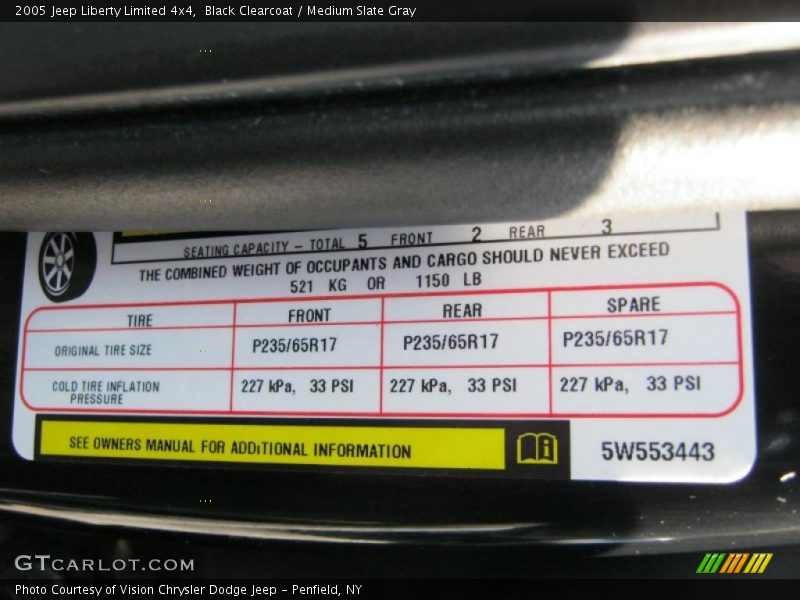 2005 Jeep Liberty Limited 4x4,  Black Clearcoat / Medium Slate Gray
SEATING CAPACITY – TOTAL 5 FRONT 2 REAR 3
THE COMBINED WEIGHT OF OCCUPANTS AND CARGO SHOULD NEVER EXCEED
521 KG OR 1150 LB
TIRE FRONT REAR SPARE
ORIGINAL TIRE SIZE P235/65R17 P235/65R17 P235/65R17
COLD TIRE INFLATION PRESSURE 227 kPa, 33 PSI 227 kPa, 33 PSI 227 kPa, 33 PSI
SEE OWNERS MANUAL FOR ADDITIONAL INFORMATION
5W553443
GTCARLOT.COM
Photo Courtesy of Vision Chrysler Dodge Jeep – Penfield, NY